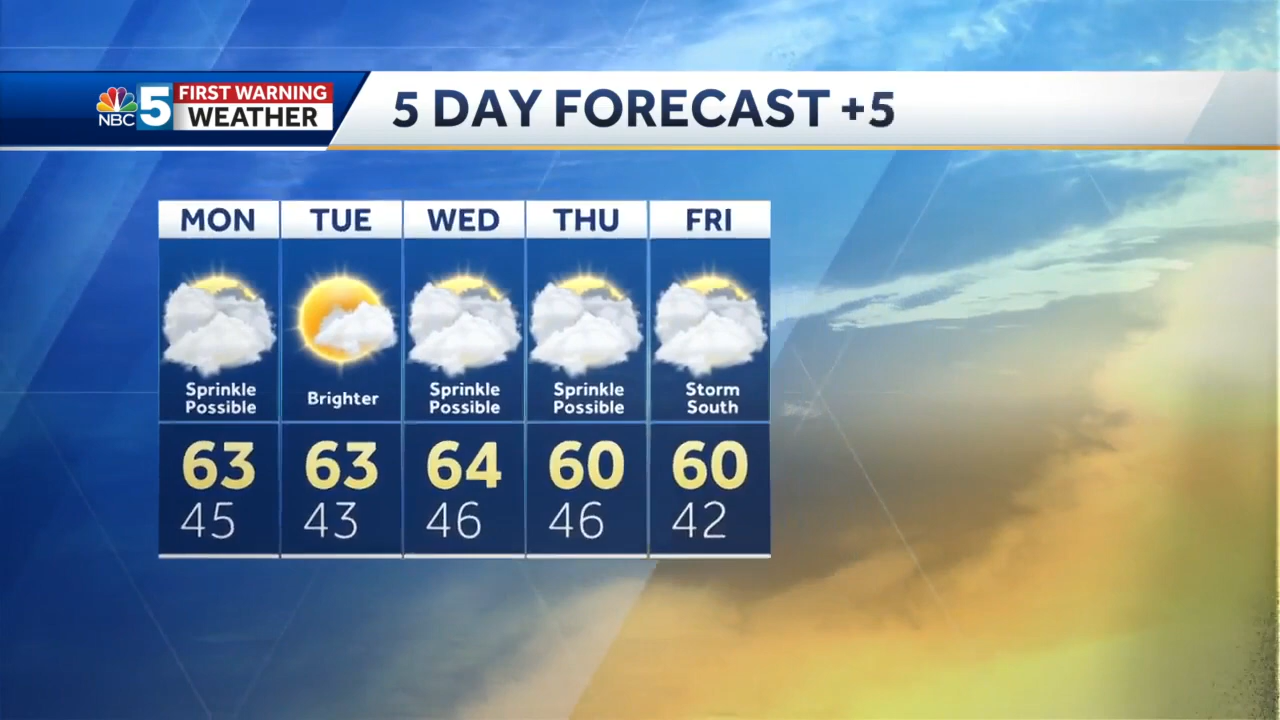 NBC 5 FIRST WARNING
WEATHER
5 DAY FORECAST +5
MON TUE WED THU FRI
Sprinkle Possible Brighter Sprinkle Possible Sprinkle Possible Storm South
63 63 64 60 60
45 43 46 46 42